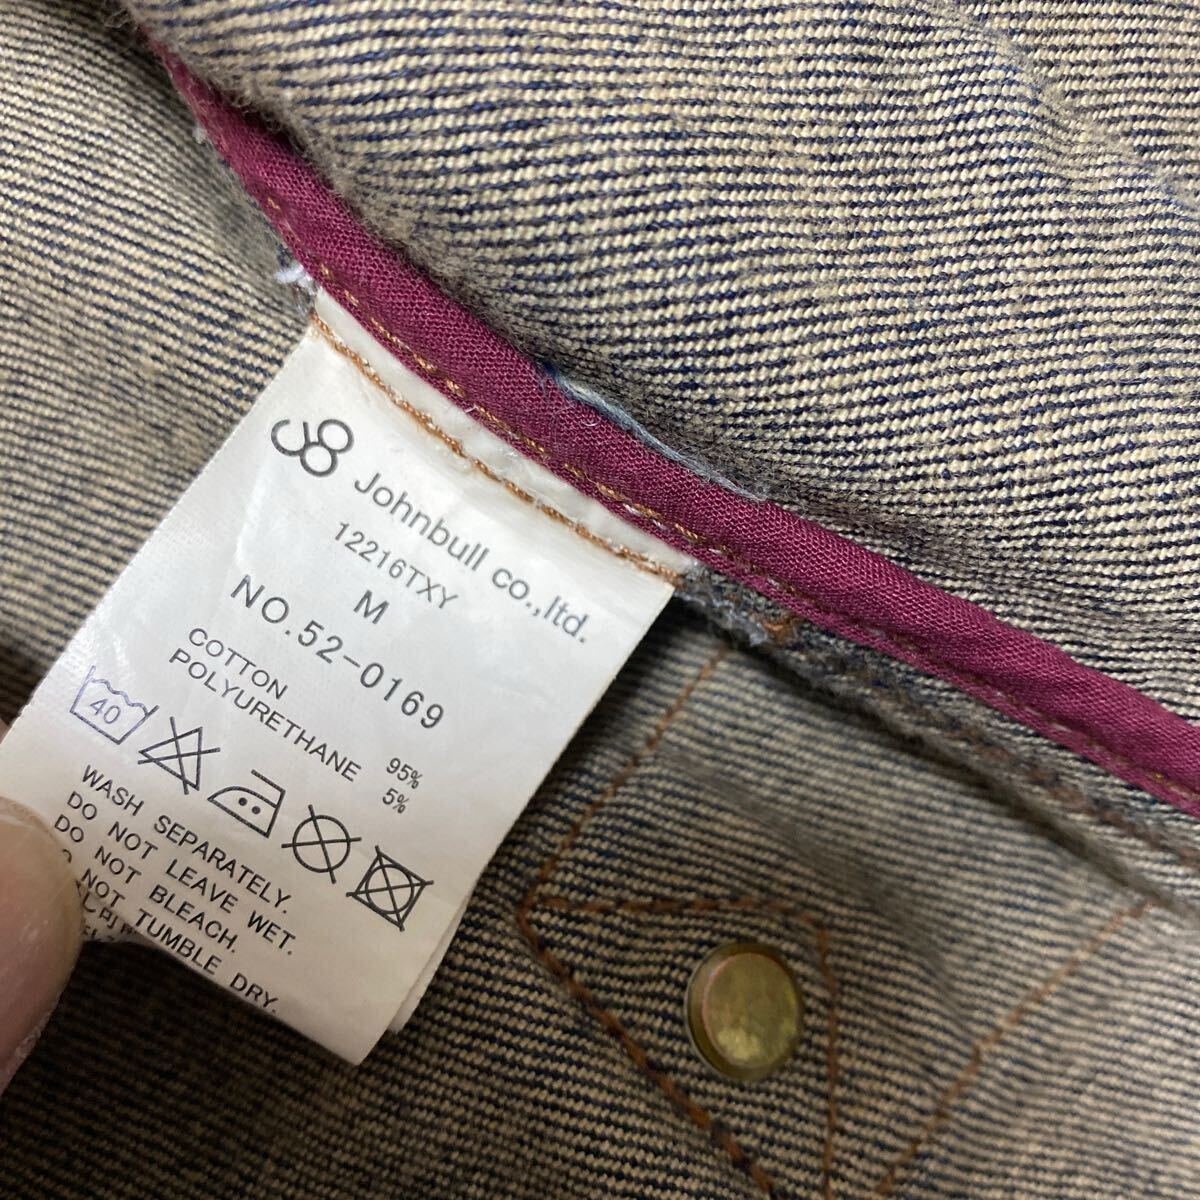 Johnbull co.,ltd.
12216TXY
M
NO.52-0169
COTTON 95%
POLYURETHANE 5%
40
WASH SEPARATELY.
DO NOT LEAVE WET.
DO NOT BLEACH.
NOT TUMBLE DRY.